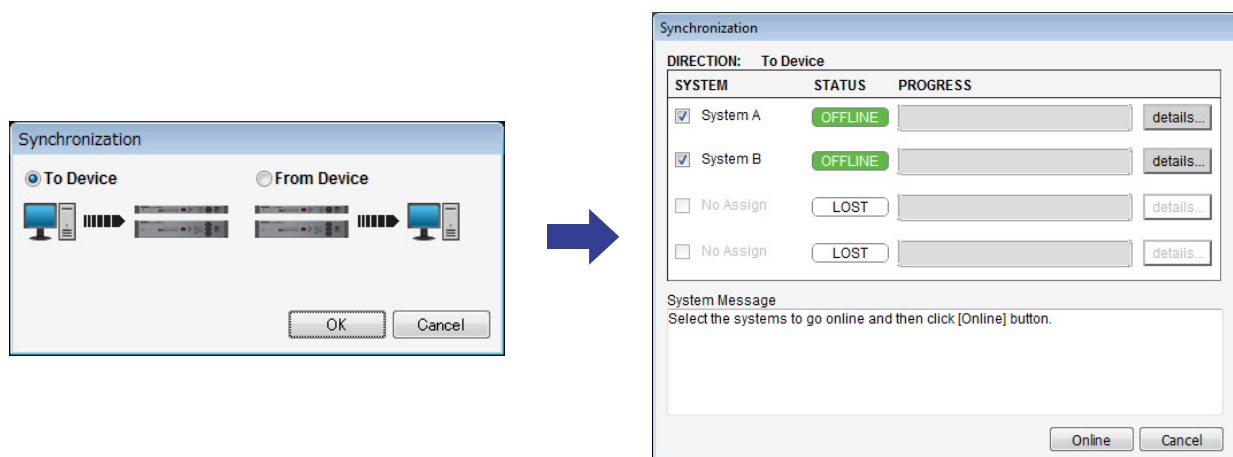 Synchronization
To Device From Device
OK Cancel
Synchronization
DIRECTION: To Device
SYSTEM STATUS PROGRESS
System A OFFLINE details...
System B OFFLINE details...
No Assign LOST details...
No Assign LOST details...
System Message
Select the systems to go online and then click [Online] button.
Online Cancel